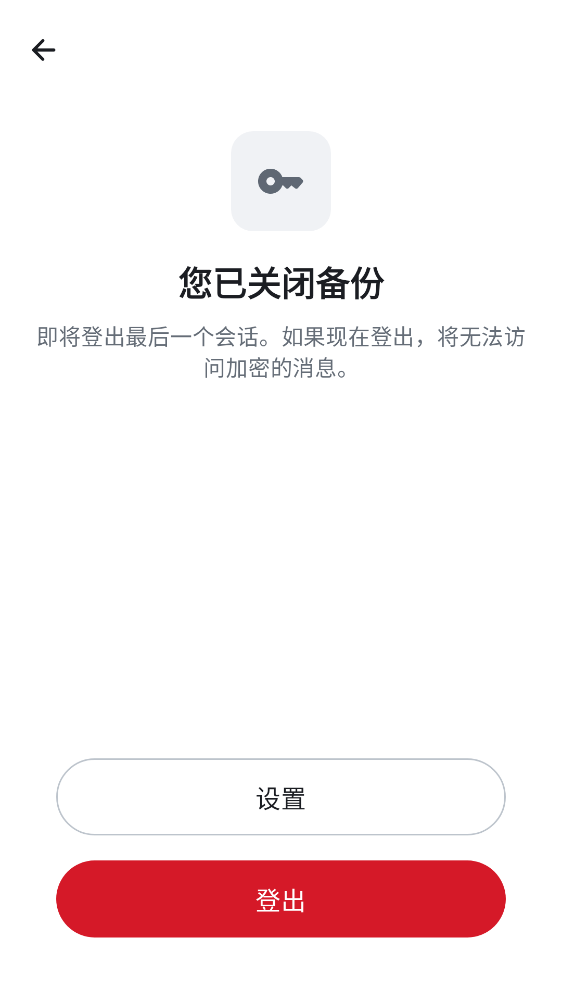 您已关闭备份
即将登出最后一个会话。如果现在登出，将无法访
问加密的消息。
设置
登出